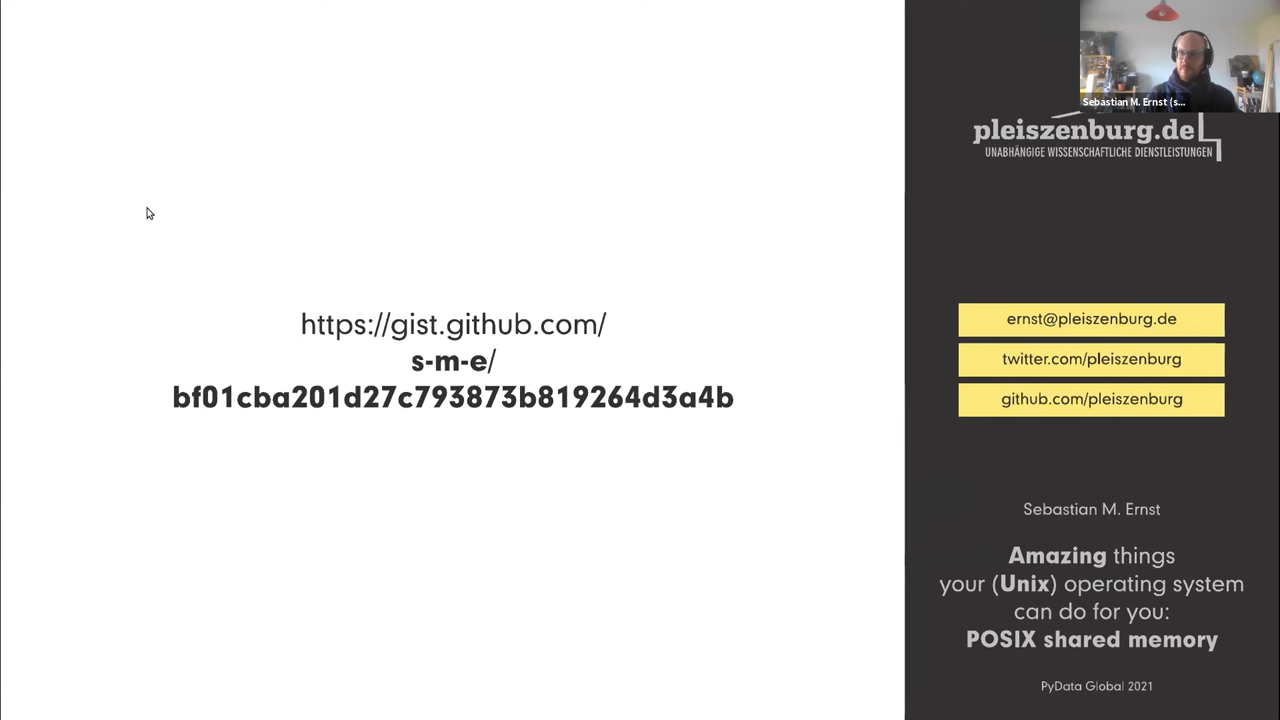 https://gist.github.com/
s-m-e/
bf01cba201d27c793873b819264d3a4b
Sebastian M. Ernst (s...
pleiszenburg.de
UNABHÄNGIGE WISSENSCHAFTLICHE DIENSTLEISTUNGEN
ernst@pleiszenburg.de
twitter.com/pleiszenburg
github.com/pleiszenburg
Sebastian M. Ernst
Amazing things
your (Unix) operating system
can do for you:
POSIX shared memory
PyData Global 2021